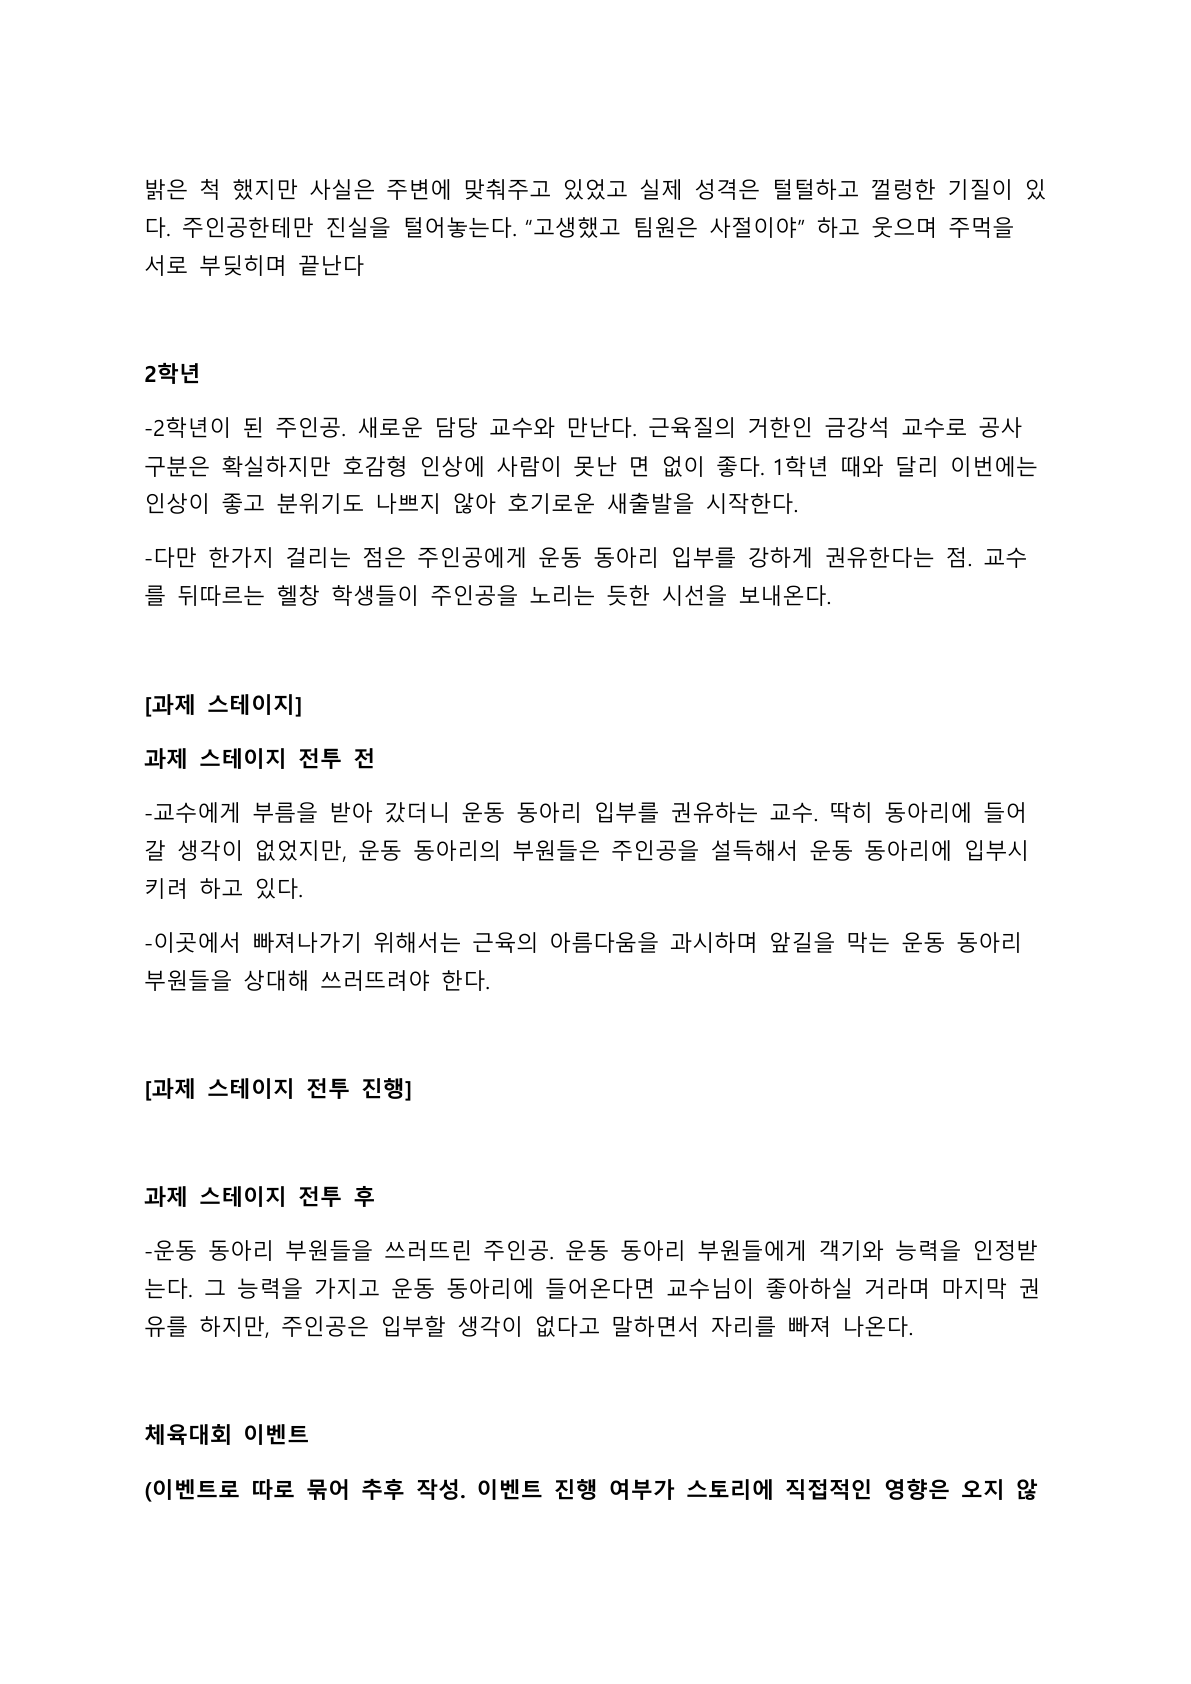 밝은 척 했지만 사실은 주변에 맞춰주고 있었고 실제 성격은 털털하고 껄렁한 기질이 있
다. 주인공한테만 진실을 털어놓는다. “고생했고 팀원은 사절이야” 하고 웃으며 주먹을
서로 부딪히며 끝난다
2학년
-2학년이 된 주인공. 새로운 담당 교수와 만난다. 근육질의 거한인 금강석 교수로 공사
구분은 확실하지만 호감형 인상에 사람이 못난 면 없이 좋다. 1학년 때와 달리 이번에는
인상이 좋고 분위기도 나쁘지 않아 호기로운 새출발을 시작한다.
-다만 한가지 걸리는 점은 주인공에게 운동 동아리 입부를 강하게 권유한다는 점. 교수
를 뒤따르는 헬창 학생들이 주인공을 노리는 듯한 시선을 보내온다.
[과제 스테이지]
과제 스테이지 전투 전
-교수에게 부름을 받아 갔더니 운동 동아리 입부를 권유하는 교수. 딱히 동아리에 들어
갈 생각이 없었지만, 운동 동아리의 부원들은 주인공을 설득해서 운동 동아리에 입부시
키려 하고 있다.
-이곳에서 빠져나가기 위해서는 근육의 아름다움을 과시하며 앞길을 막는 운동 동아리
부원들을 상대해 쓰러뜨려야 한다.
[과제 스테이지 전투 진행]
과제 스테이지 전투 후
-운동 동아리 부원들을 쓰러뜨린 주인공. 운동 동아리 부원들에게 객기와 능력을 인정받
는다. 그 능력을 가지고 운동 동아리에 들어온다면 교수님이 좋아하실 거라며 마지막 권
유를 하지만, 주인공은 입부할 생각이 없다고 말하면서 자리를 빠져 나온다.
체육대회 이벤트
(이벤트로 따로 묶어 추후 작성. 이벤트 진행 여부가 스토리에 직접적인 영향은 오지 않